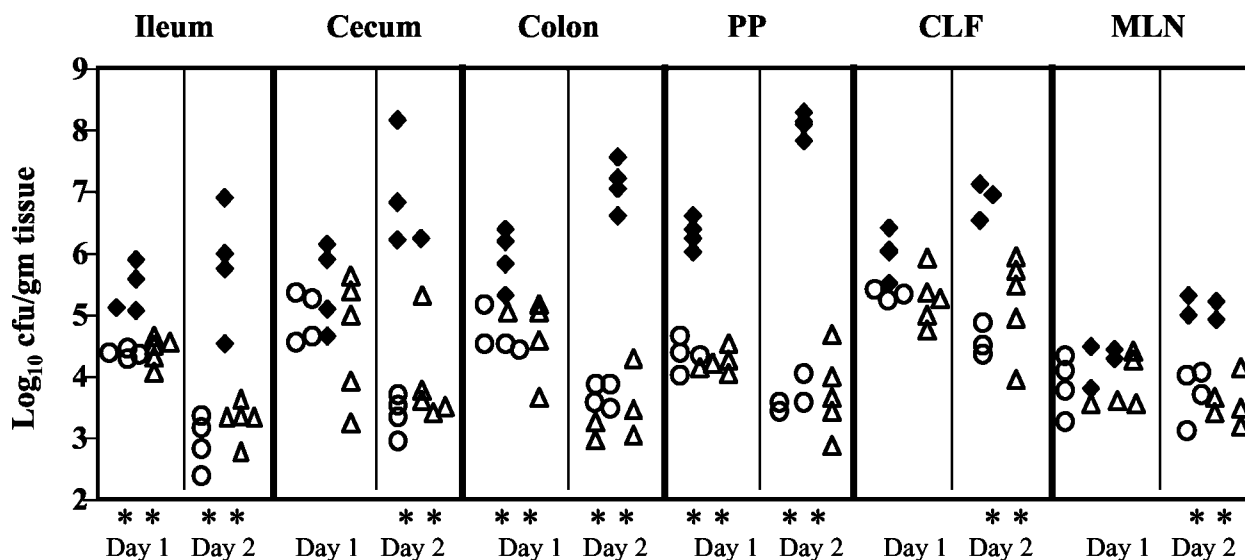 Ileum Cecum Colon PP CLF MLN
Log10 cfu/gm tissue
9
8
7
6
5
4
3
2
* * * * * * * * * * * * * * * * * *
Day 1 Day 2 Day 1 Day 2 Day 1 Day 2 Day 1 Day 2 Day 1 Day 2 Day 1 Day 2